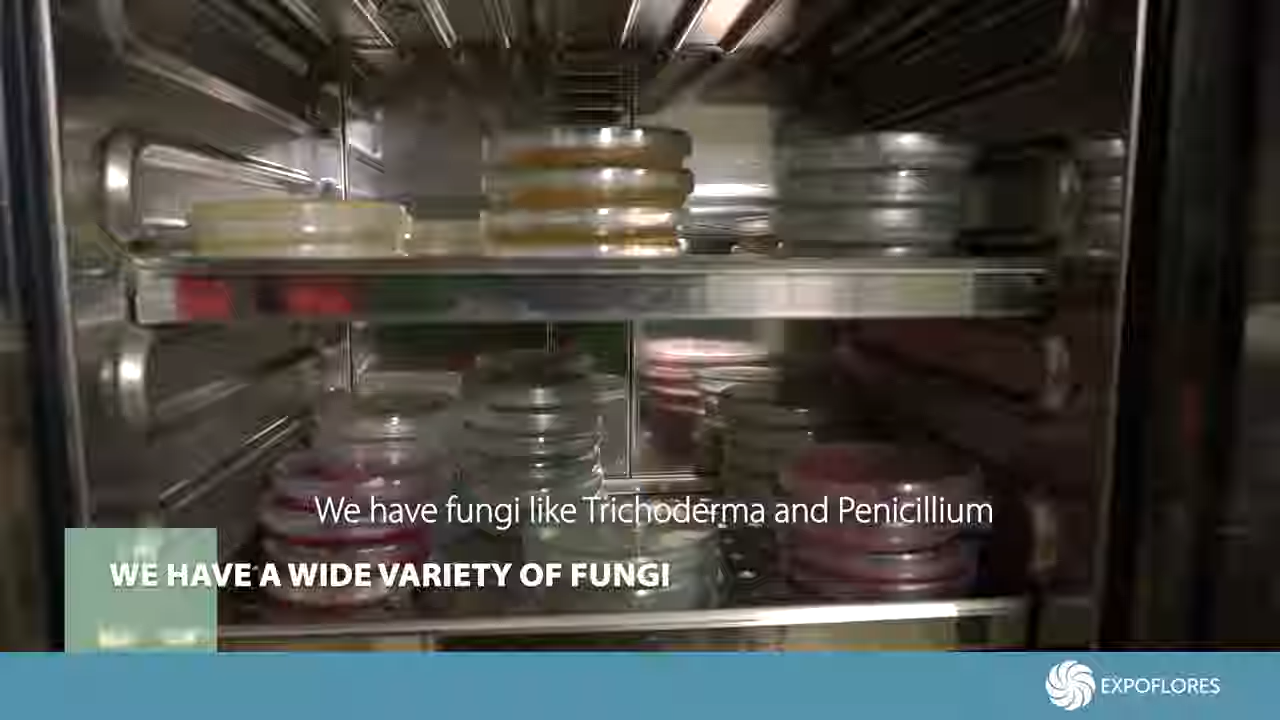 We have fungi like Trichoderma and Penicillium
WE HAVE A WIDE VARIETY OF FUNGI
EXPOFLORES